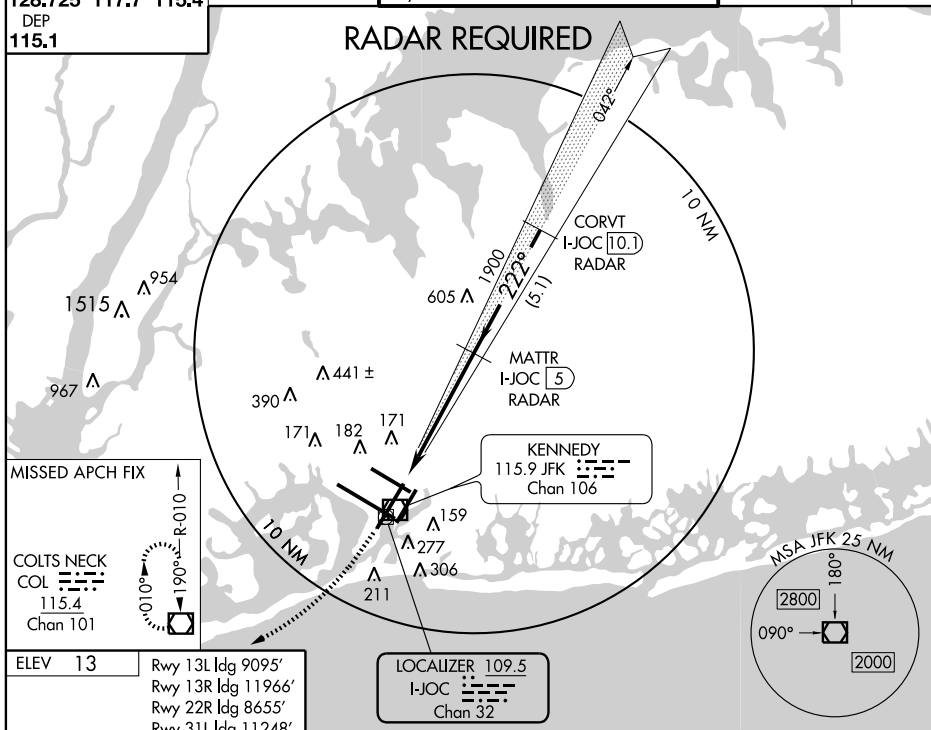 128.725 117.7 115.4
DEP
115.1
RADAR REQUIRED
042°
10 NM
CORVT
I-JOC 10.1
RADAR
1900
222°
(5.1)
605
954
1515
967
MATTR
I-JOC 5
RADAR
441 ±
390
171
182
171
KENNEDY
115.9 JFK
Chan 106
159
277
306
211
10 NM
MISSED APCH FIX
R-010
190°
010°
COLTS NECK
COL
115.4
Chan 101
MSA JFK 25 NM
180°
2800
090°
2000
LOCALIZER 109.5
I-JOC
Chan 32
ELEV 13
Rwy 13L ldg 9095'
Rwy 13R ldg 11966'
Rwy 22R ldg 8655'
Rwy 31L ldg 11248'